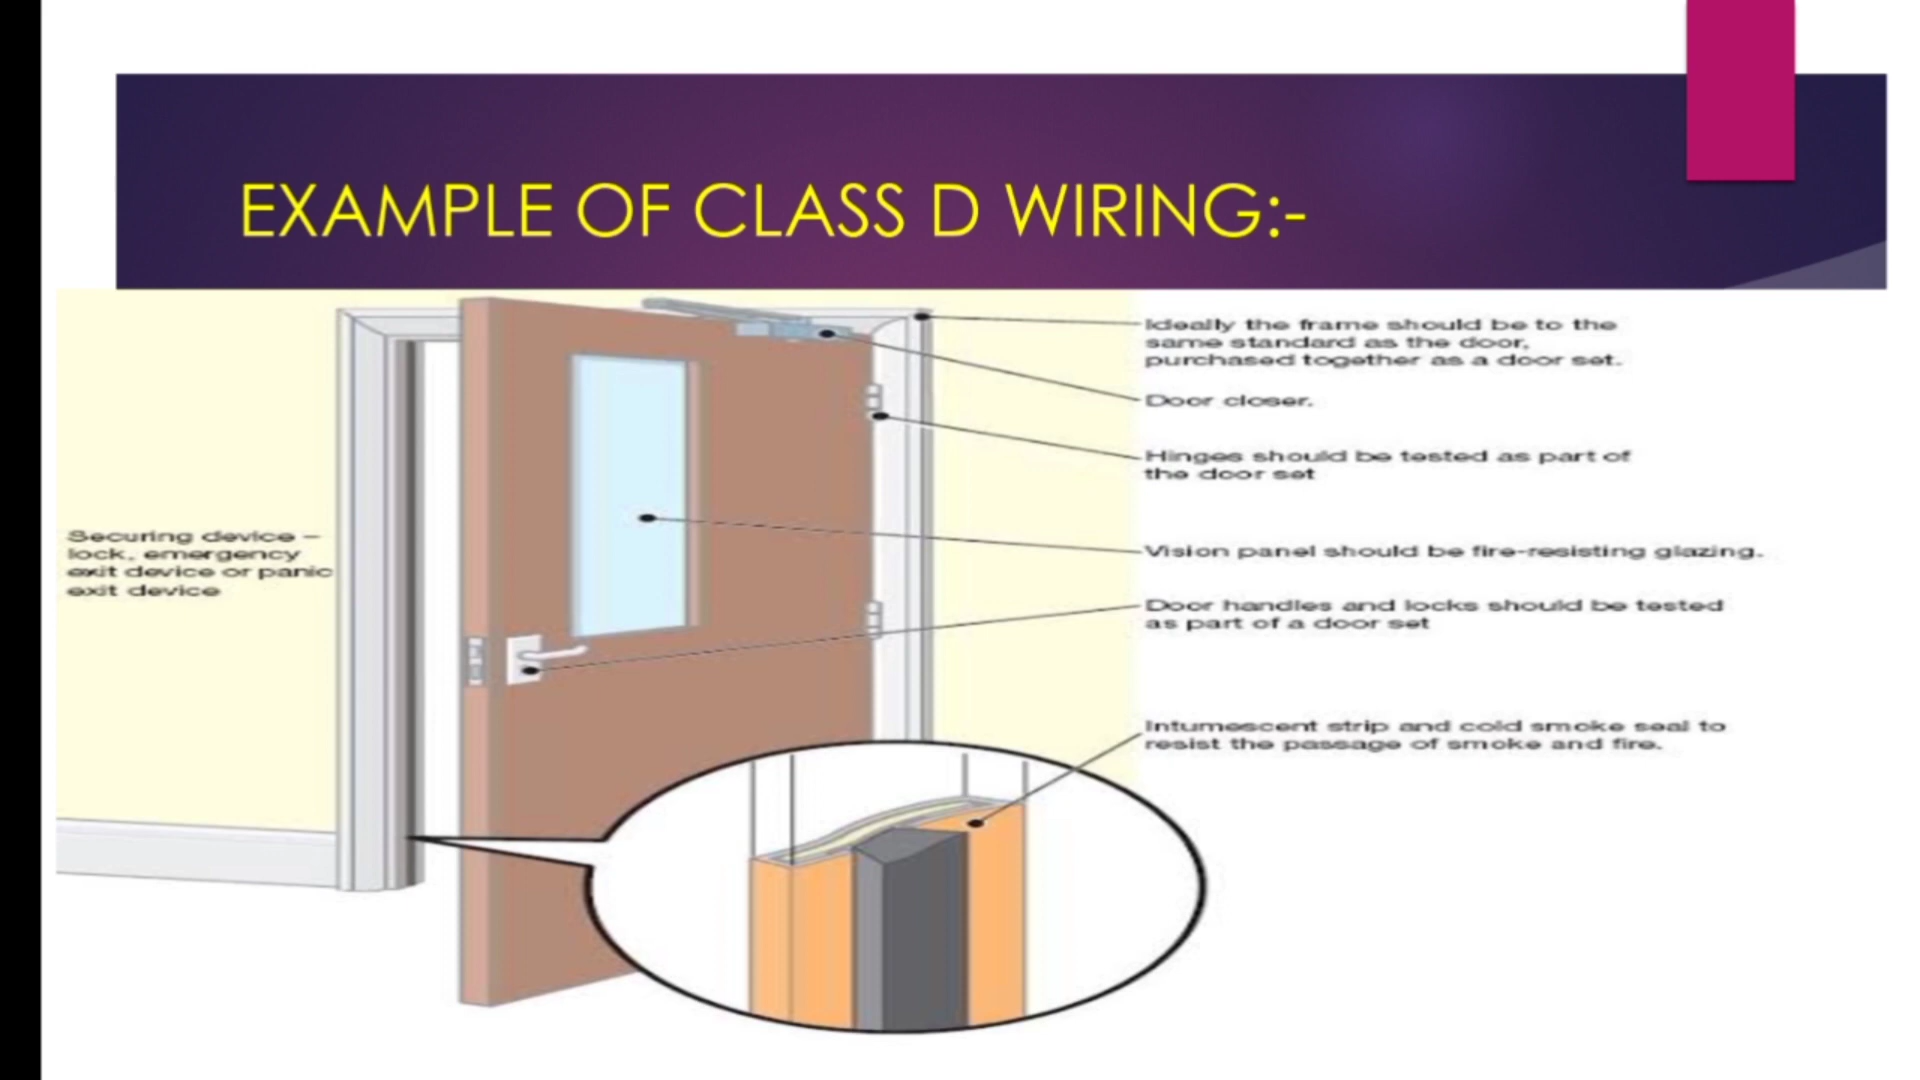 EXAMPLE OF CLASS D WIRING:-
Ideally the frame should be to the
same standard as the door,
purchased together as a door set.
Door closer.
Hinges should be tested as part of
the door set
Securing device –
lock, emergency
exit device or panic
exit device
Vision panel should be fire-resisting glazing.
Door handles and locks should be tested
as part of a door set
Intumescent strip and cold smoke seal to
resist the passage of smoke and fire.